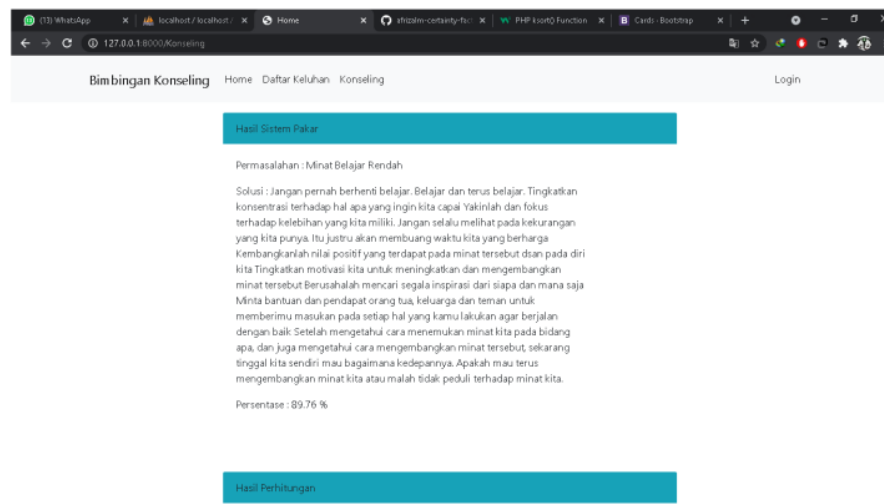 (13) WhatsApp
localhost / localhost /
Home
afrizalm-certainty-fact
PHP ksort() Function
Cards · Bootstrap
127.0.0.1:8000/Konseling
Bimbingan Konseling Home Daftar Keluhan Konseling Login
Hasil Sistem Pakar
Permasalahan : Minat Belajar Rendah
Solusi : Jangan pernah berhenti belajar. Belajar dan terus belajar. Tingkatkan
konsentrasi terhadap hal apa yang ingin kita capai Yakinlah dan fokus
terhadap kelebihan yang kita miliki. Jangan selalu melihat pada kekurangan
yang kita punya. Itu justru akan membuang waktu kita yang berharga
Kembangkanlah nilai positif yang terdapat pada minat tersebut dsan pada diri
kita Tingkatkan motivasi kita untuk meningkatkan dan mengembangkan
minat tersebut Berusahalah mencari segala inspirasi dari siapa dan mana saja
Minta bantuan dan pendapat orang tua, keluarga dan teman untuk
memberimu masukan pada setiap hal yang kamu lakukan agar berjalan
dengan baik Setelah mengetahui cara menemukan minat kita pada bidang
apa, dan juga mengetahui cara mengembangkan minat tersebut, sekarang
tinggal kita sendiri mau bagaimana kedepannya. Apakah mau terus
mengembangkan minat kita atau malah tidak peduli terhadap minat kita.
Persentase : 89.76 %
Hasil Perhitungan